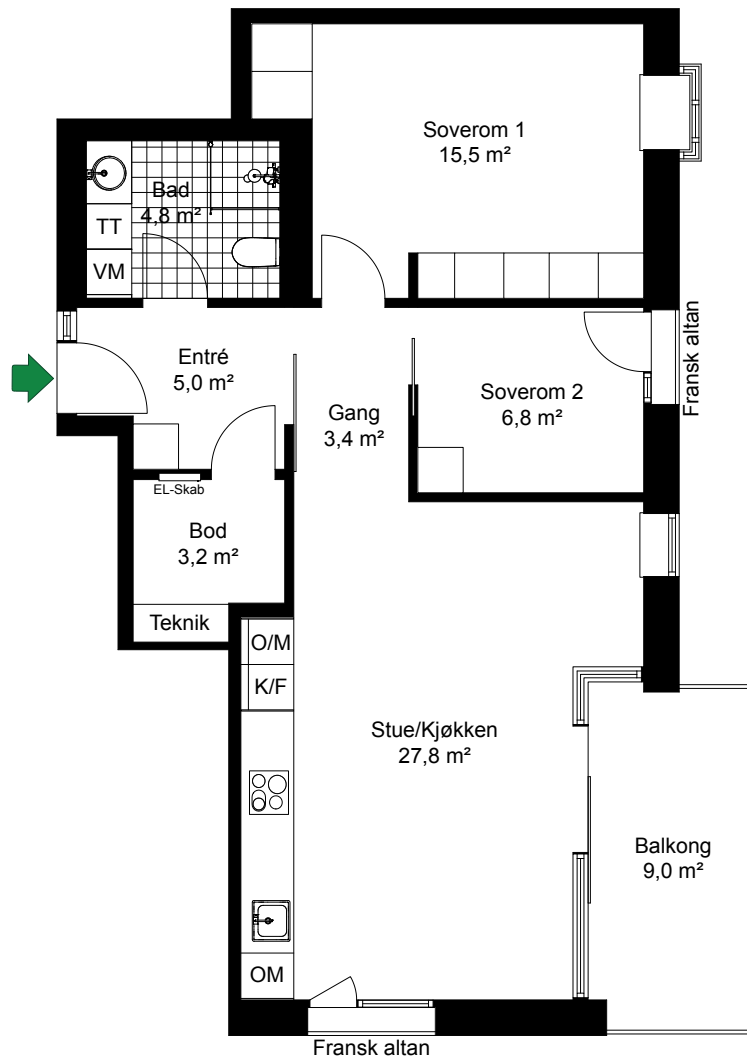 Soverom 1
15,5 m²
Bad
4,8 m²
TT
VM
Entré
5,0 m²
Gang
3,4 m²
Soverom 2
6,8 m²
Fransk altan
EL-Skab
Bod
3,2 m²
Teknik
O/M
K/F
Stue/Kjøkken
27,8 m²
Balkong
9,0 m²
OM
Fransk altan